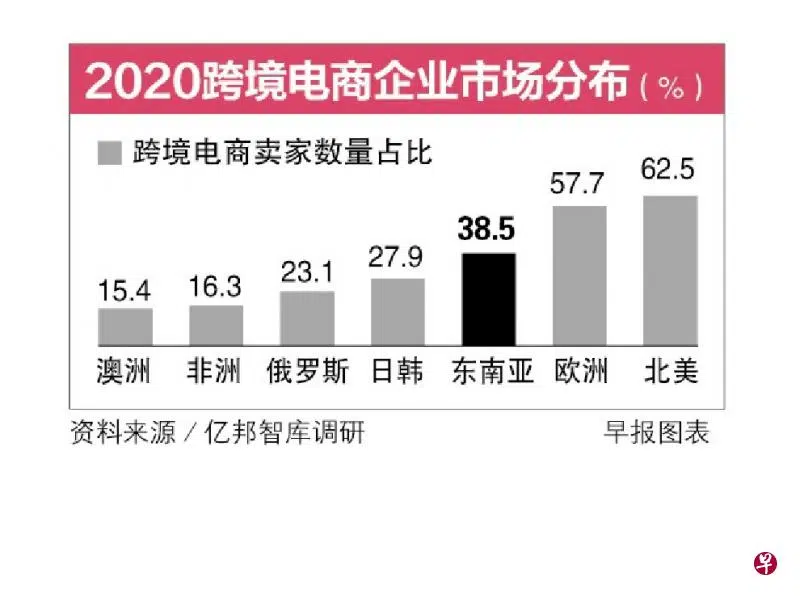 2020跨境电商企业市场分布（%）
跨境电商卖家数量占比
15.4 16.3 23.1 27.9 38.5 57.7 62.5
澳洲 非洲 俄罗斯 日韩 东南亚 欧洲 北美
资料来源／亿邦智库调研 早报图表
早